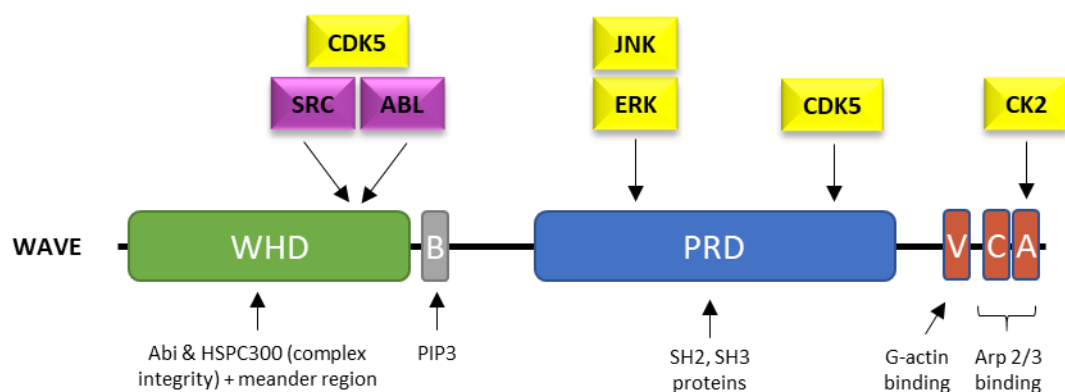 CDK5
SRC
ABL
JNK
ERK
CDK5
CK2
WAVE
WHD
B
PRD
V
C
A
Abi & HSPC300 (complex
integrity) + meander region
PIP3
SH2, SH3
proteins
G-actin
binding
Arp 2/3
binding